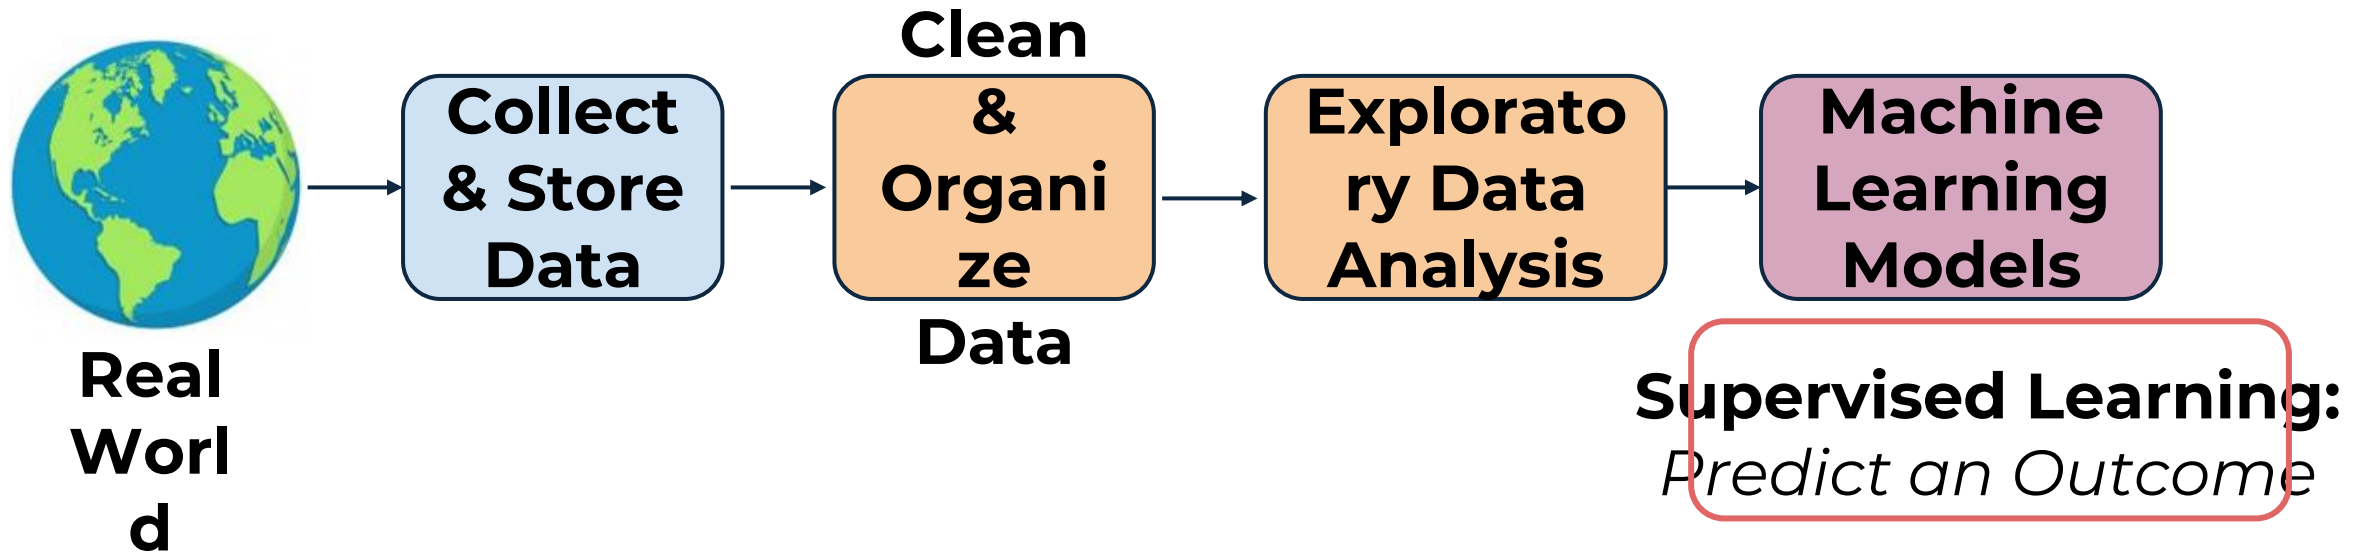 Real
Worl
d
Collect
& Store
Data
Clean
&
Organi
ze
Data
Explorato
ry Data
Analysis
Machine
Learning
Models
Supervised Learning:
Predict an Outcome